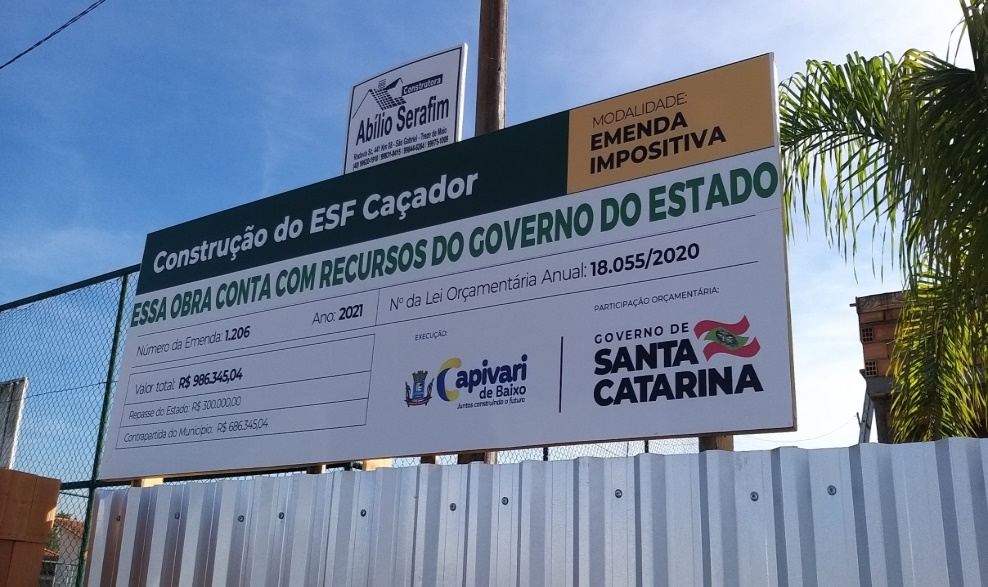 Construtora
Abílio Serafim
MODALIDADE:
EMENDA
IMPOSITIVA
Construção do ESF Caçador
ESSA OBRA CONTA COM RECURSOS DO GOVERNO DO ESTADO
Número da Emenda: 1.206 Ano: 2021
Nº da Lei Orçamentária Anual: 18.055/2020
Valor total: R$ 986.345,04
Repasse do Estado: R$ 300.000,00
Contrapartida do Município: R$ 686.345,04
EXECUÇÃO:
Capivari
de Baixo
Juntos construindo o futuro
PARTICIPAÇÃO ORÇAMENTÁRIA:
GOVERNO DE
SANTA
CATARINA